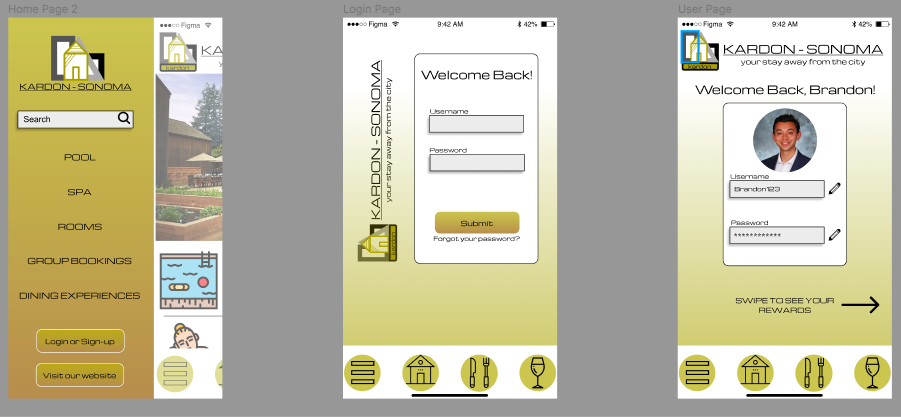 Home Page 2
KARDON - SONOMA
Search
POOL
SPA
ROOMS
GROUP BOOKINGS
DINING EXPERIENCES
Login or Sign-up
Visit our website
Figma
KA
y
kardon
Login Page
Figma
9:42 AM
42%
KARDON - SONOMA
your stay away from the city
Welcome Back!
Username
Password
Submit
Forgot your password?
User Page
Figma
9:42 AM
42%
kardon
KARDON - SONOMA
your stay away from the city
Welcome Back, Brandon!
Username
Brandon123
Password
************
SWIPE TO SEE YOUR
REWARDS